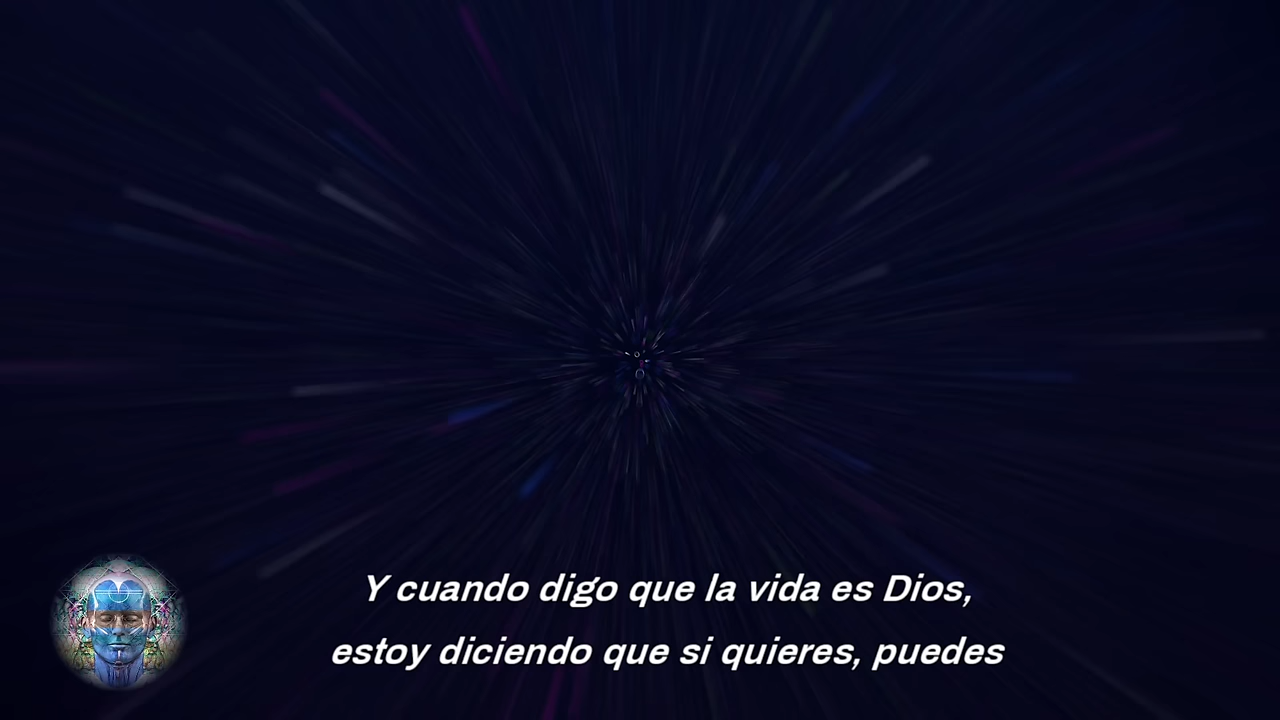 Y cuando digo que la vida es Dios,
estoy diciendo que si quieres, puedes